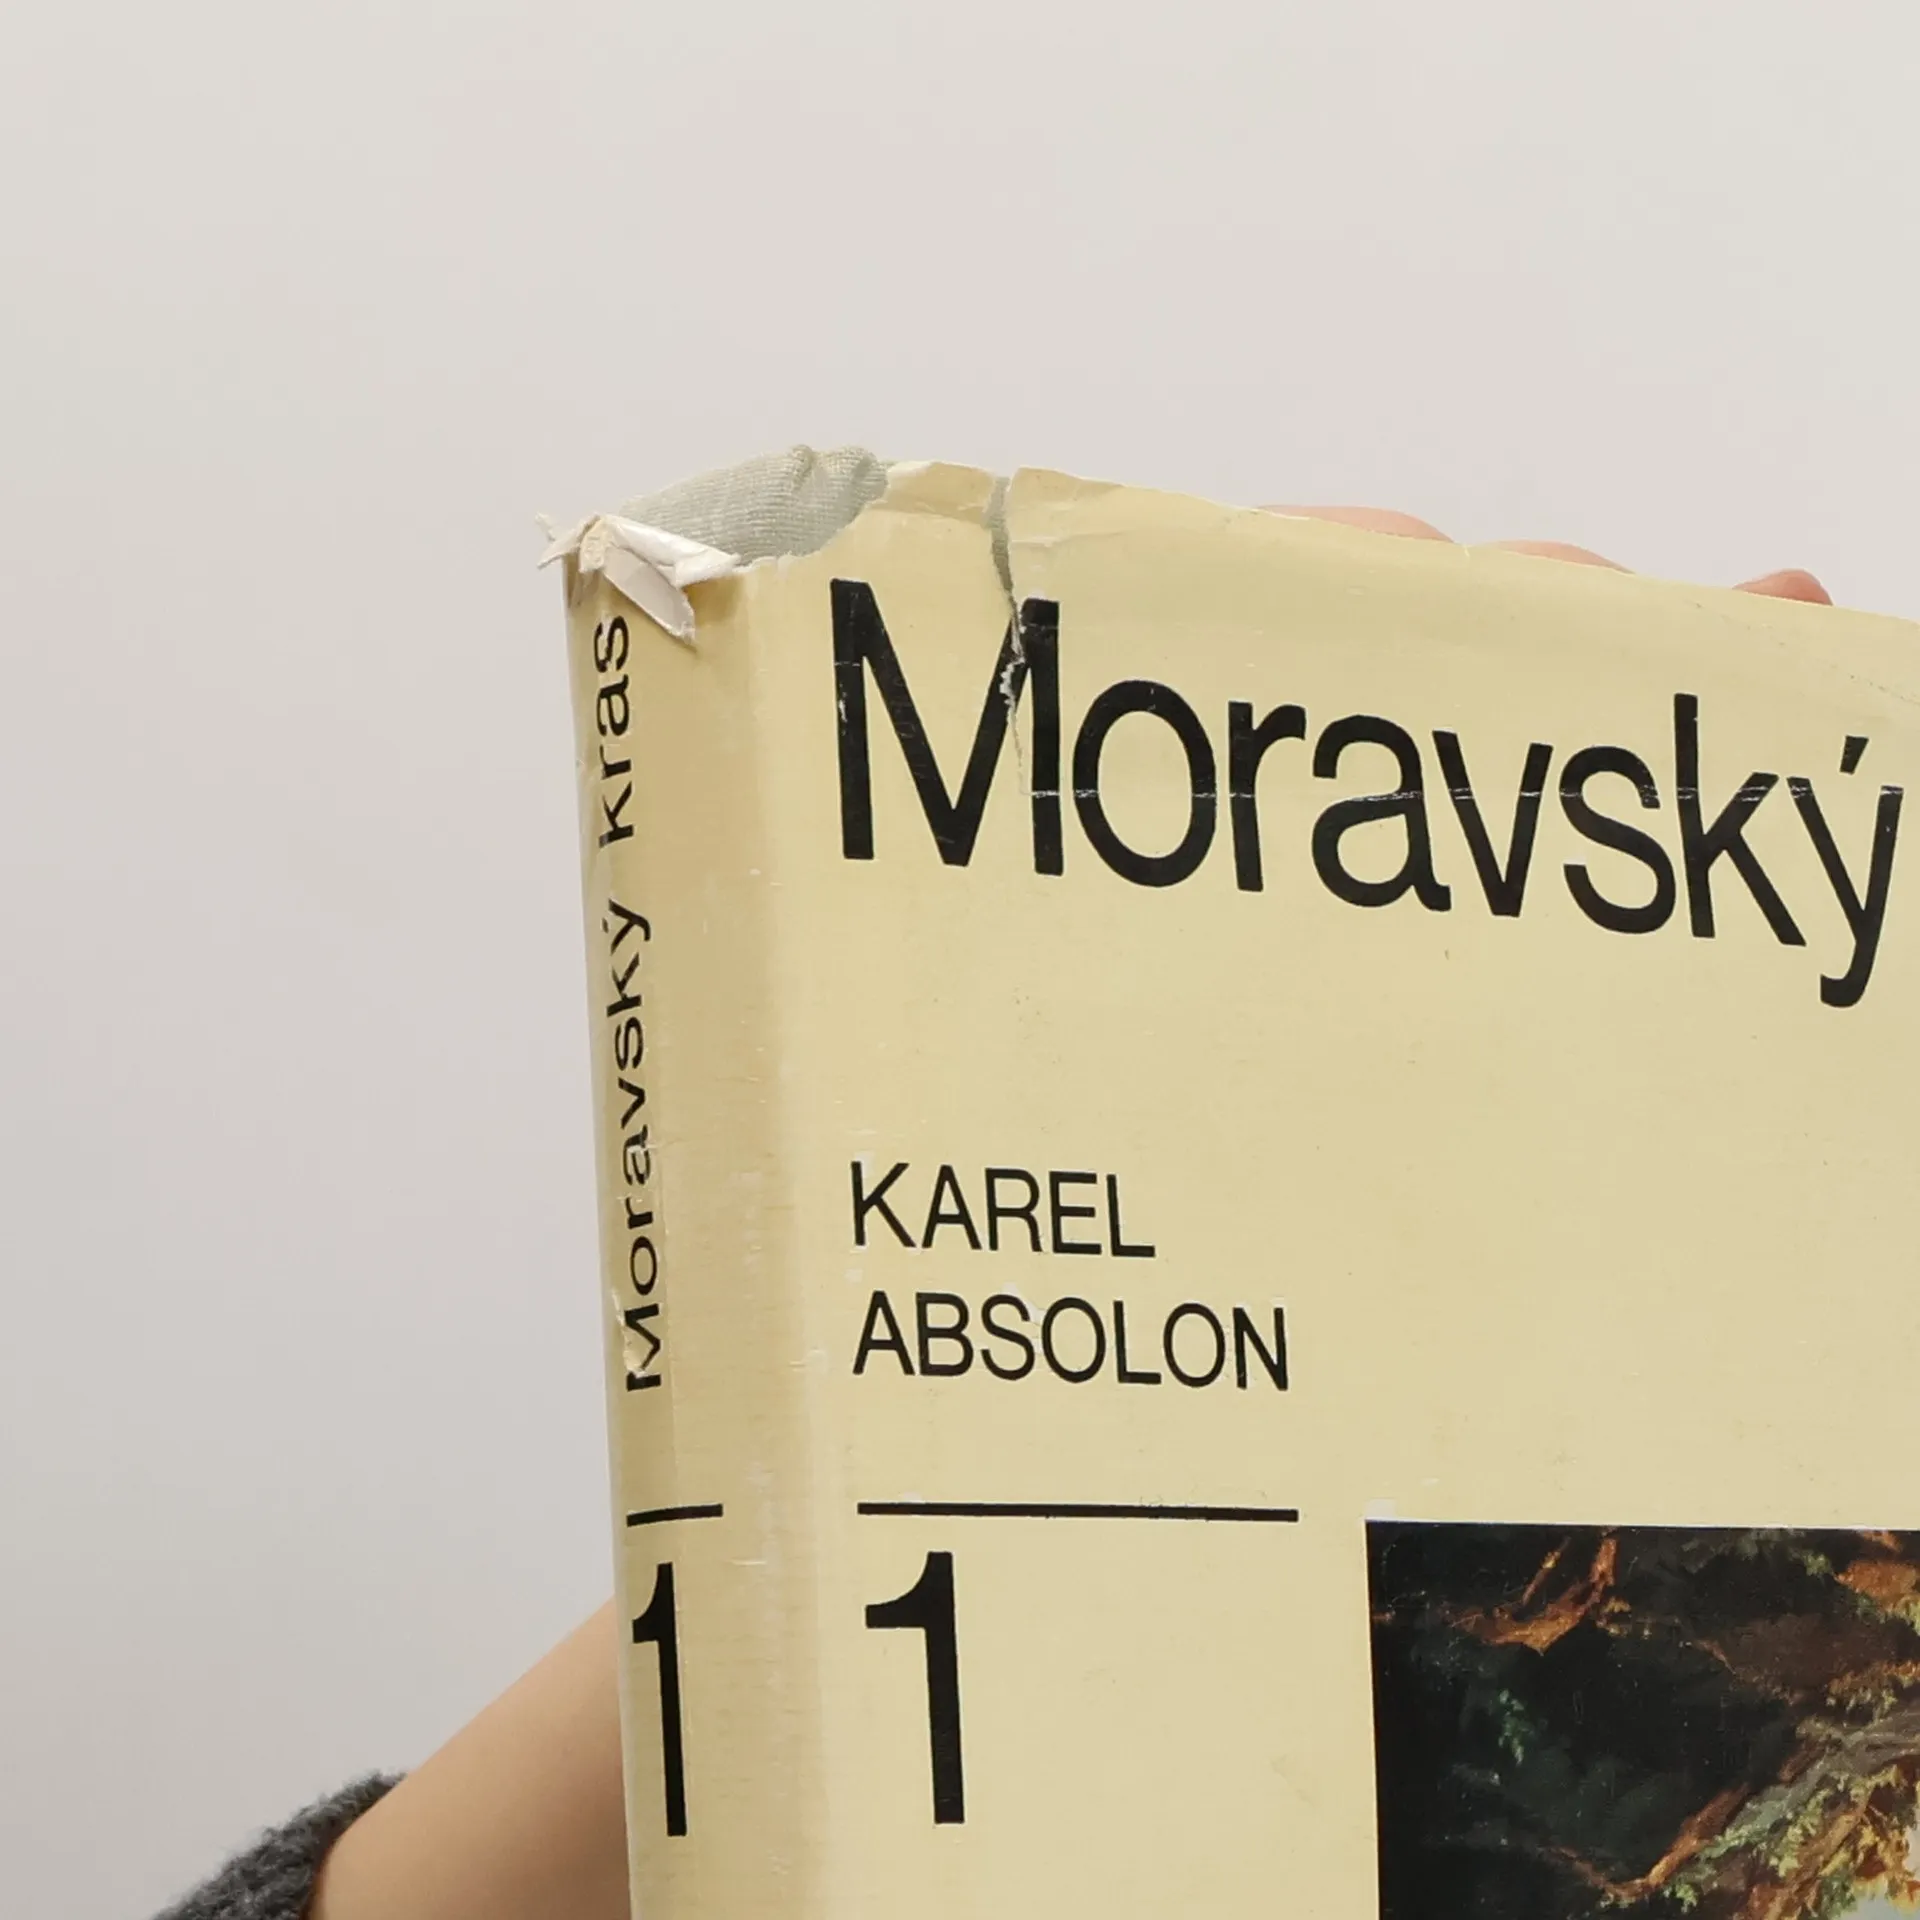 Moravský kras
1
Moravský
KAREL
ABSOLON
1